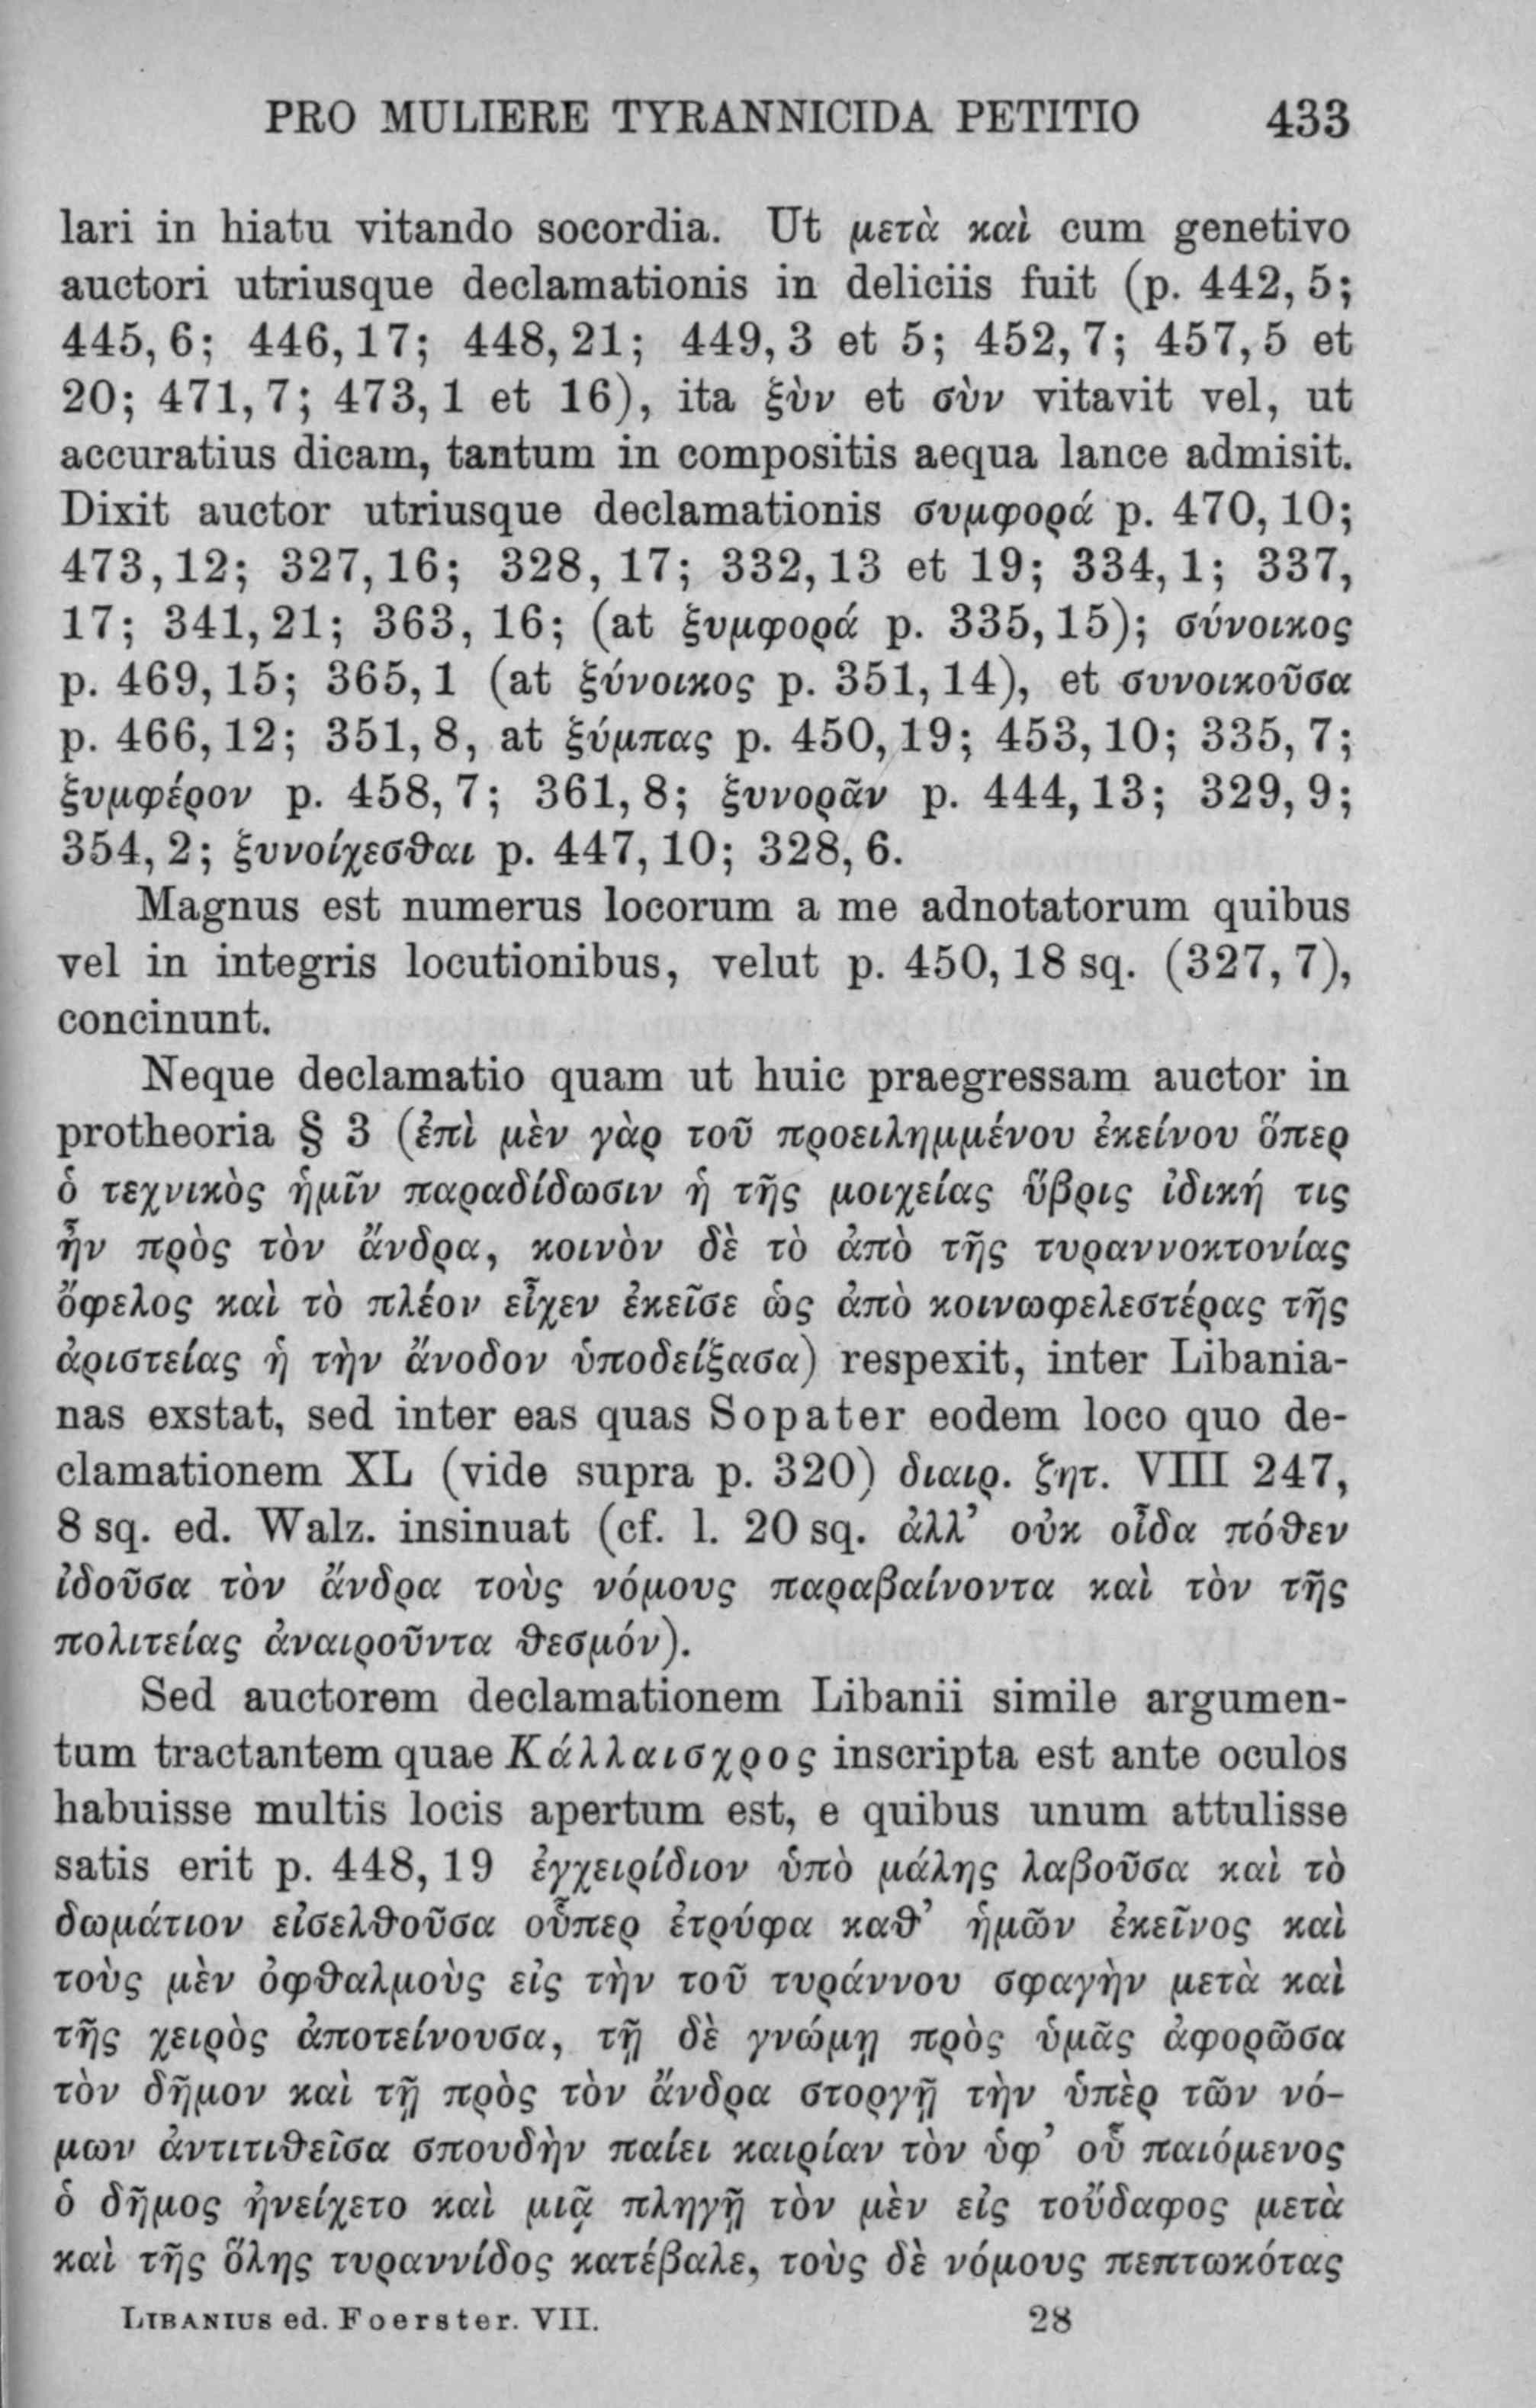 PRO MULIERE TYRANNICIDA PETITIO 433
lari in hiatu vitando socordia. Ut μετὰ καὶ cum genetivo
auctori utriusque declamationis in deliciis fuit (p. 442, 5;
445, 6; 446, 17; 448, 21; 449, 3 et 5; 452, 7; 457, 5 et
20; 471, 7; 473, 1 et 16), ita ξὺν et σὺν vitavit vel, ut
accuratius dicam, tantum in compositis aequa lance admisit.
Dixit auctor utriusque declamationis συμφορά p. 470, 10;
473, 12; 327, 16; 328, 17; 332, 13 et 19; 334, 1; 337,
17; 341, 21; 363, 16; (at ξυμφορά p. 335, 15); σύνοικος
p. 469, 15; 365, 1 (at ξύνοικος p. 351, 14), et συνοικοῦσα
p. 466, 12; 351, 8, at ξύμπας p. 450, 19; 453, 10; 335, 7;
ξυμφέρον p. 458, 7; 361, 8; ξυνορᾶν p. 444, 13; 329, 9;
354, 2; ξυνοίχεσθαι p. 447, 10; 328, 6.
Magnus est numerus locorum a me adnotatorum quibus
vel in integris locutionibus, velut p. 450, 18 sq. (327, 7),
concinunt.
Neque declamatio quam ut huic praegressam auctor in
protheoria § 3 (ἐπὶ μὲν γὰρ τοῦ προειλημμένου ἐκείνου ὅπερ
ὁ τεχνικὸς ἡμῖν παραδίδωσιν ἡ τῆς μοιχείας ὕβρις ἰδική τις
ἦν πρὸς τὸν ἄνδρα, κοινὸν δὲ τὸ ἀπὸ τῆς τυραννοκτονίας
ὄφελος καὶ τὸ πλέον εἶχεν ἐκεῖσε ὡς ἀπὸ κοινωφελεστέρας τῆς
ἀριστείας ἡ τὴν ἄνοδον ὑποδείξασα) respexit, inter Libania-
nas exstat, sed inter eas quas Sopater eodem loco quo de-
clamationem XL (vide supra p. 320) διαιρ. ζητ. VIII 247,
8 sq. ed. Walz. insinuat (cf. l. 20 sq. ἀλλ’ οὐκ οἶδα πόθεν
ἰδοῦσα τὸν ἄνδρα τοὺς νόμους παραβαίνοντα καὶ τὸν τῆς
πολιτείας ἀναιροῦντα θεσμόν).
Sed auctorem declamationem Libanii simile argumen-
tum tractantem quae Κάλλαισχρος inscripta est ante oculos
habuisse multis locis apertum est, e quibus unum attulisse
satis erit p. 448, 19 ἐγχειρίδιον ὑπὸ μάλης λαβοῦσα καὶ τὸ
δωμάτιον εἰσελθοῦσα οὗπερ ἐτρύφα καθ’ ἡμῶν ἐκεῖνος καὶ
τοὺς μὲν ὀφθαλμοὺς εἰς τὴν τοῦ τυράννου σφαγὴν μετὰ καὶ
τῆς χειρὸς ἀποτείνουσα, τῇ δὲ γνώμῃ πρὸς ὑμᾶς ἀφορῶσα
τὸν δῆμον καὶ τῇ πρὸς τὸν ἄνδρα στοργῇ τὴν ὑπὲρ τῶν νό-
μων ἀντιτιθεῖσα σπουδὴν παίει καιρίαν τὸν ὑφ’ οὗ παιόμενος
ὁ δῆμος ἠνείχετο καὶ μιᾷ πληγῇ τὸν μὲν εἰς τοὔδαφος μετὰ
καὶ τῆς ὅλης τυραννίδος κατέβαλε, τοὺς δὲ νόμους πεπτωκότας
LIBANIUS ed. Foerster. VII. 28